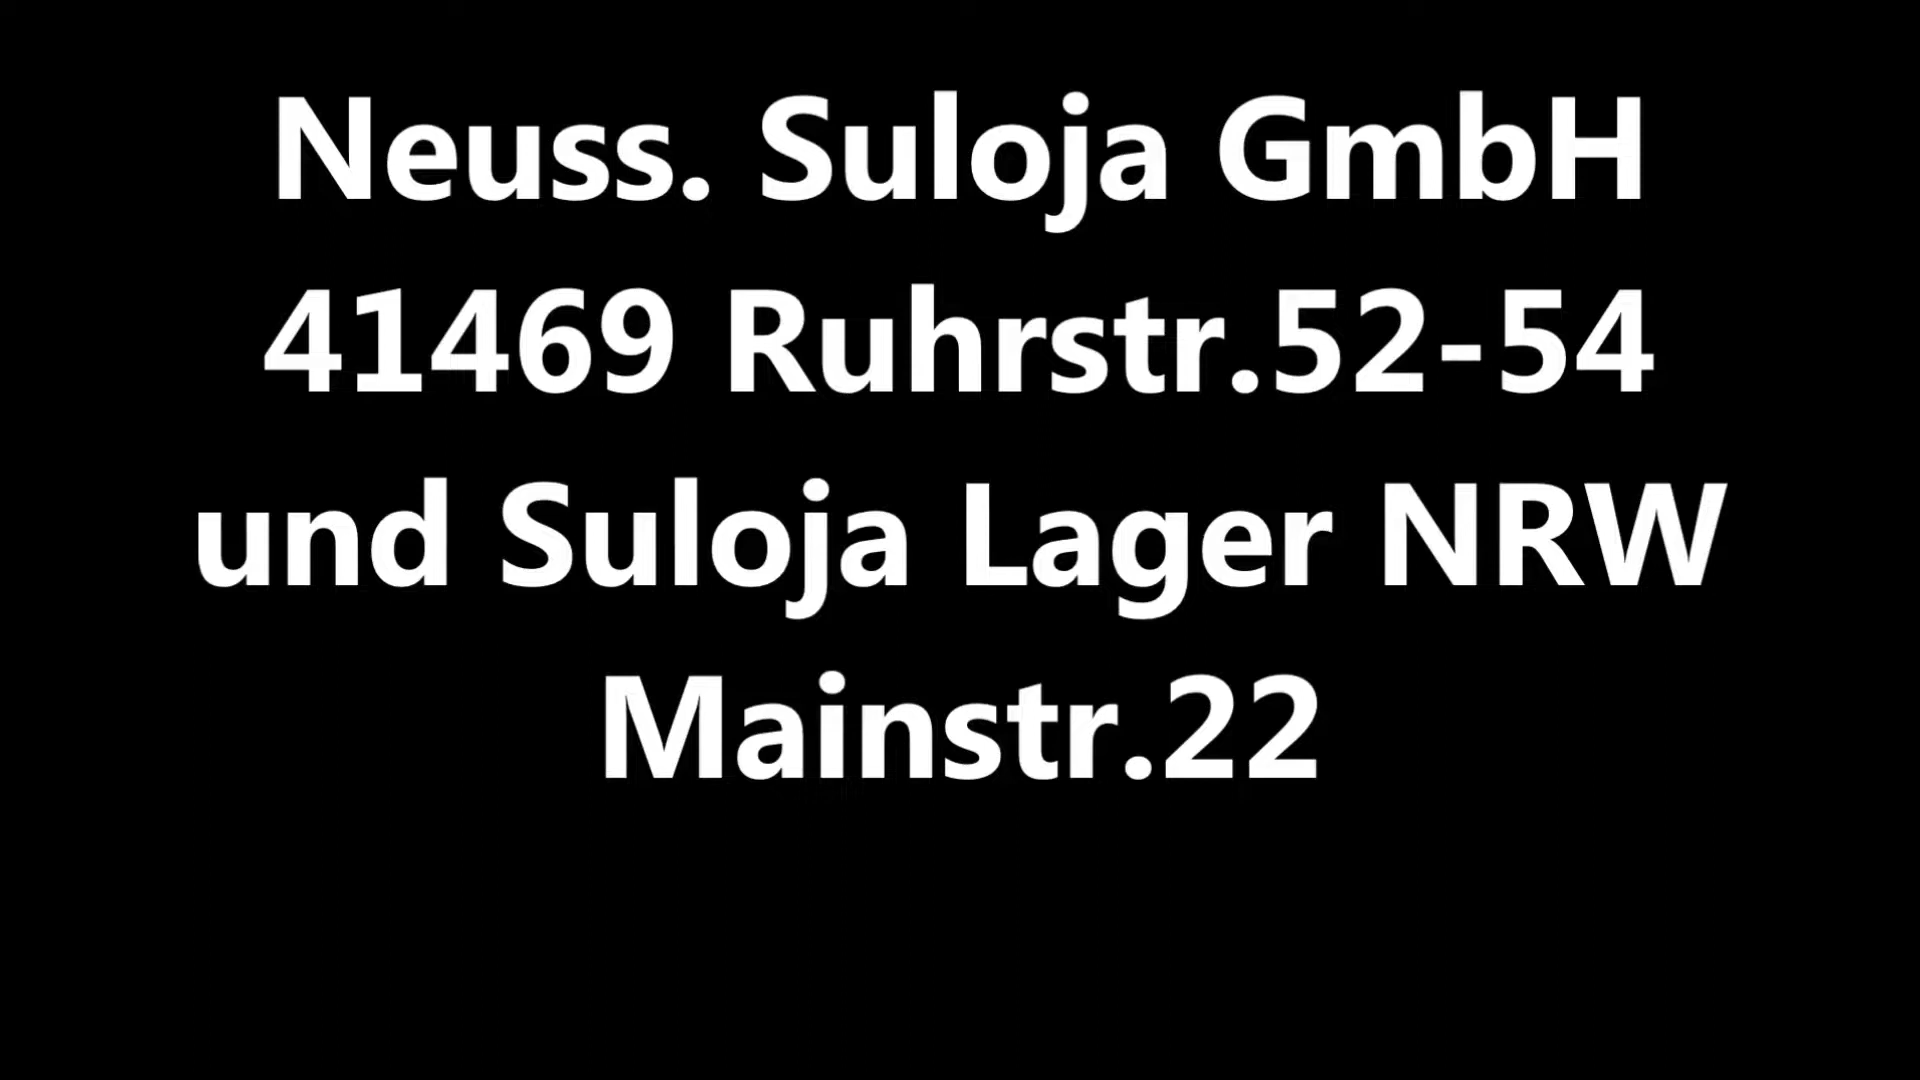 Neuss. Suloja GmbH
41469 Ruhrstr.52-54
und Suloja Lager NRW
Mainstr.22